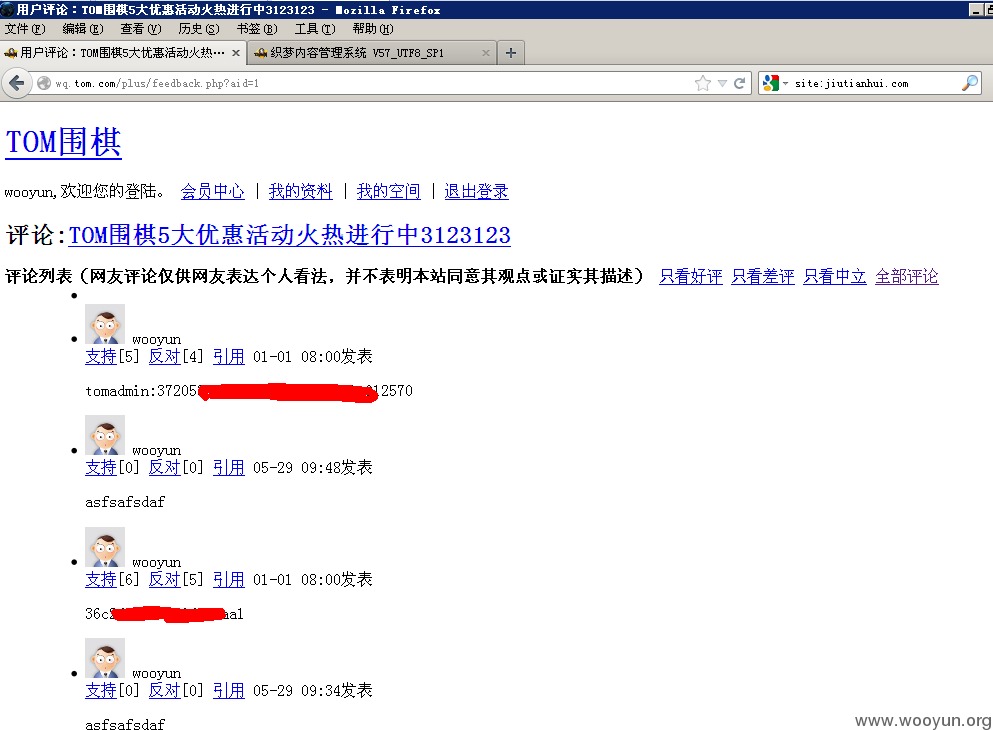 用户评论：TOM围棋5大优惠活动火热进行中3123123 - Mozilla Firefox
文件(F) 编辑(E) 查看(V) 历史(S) 书签(B) 工具(T) 帮助(H)
用户评论：TOM围棋5大优惠活动火热… × 织梦内容管理系统 V57_UTF8_SP1 × +
wq.tom.com/plus/feedback.php?aid=1 site:jiutianhui.com
TOM围棋
wooyun,欢迎您的登陆。 会员中心 | 我的资料 | 我的空间 | 退出登录
评论:TOM围棋5大优惠活动火热进行中3123123
评论列表（网友评论仅供网友表达个人看法，并不表明本站同意其观点或证实其描述） 只看好评 只看差评 只看中立 全部评论
wooyun
支持[5] 反对[4] 引用 01-01 08:00发表
tomadmin:37205 12570
wooyun
支持[0] 反对[0] 引用 05-29 09:48发表
asfsafsdaf
wooyun
支持[6] 反对[5] 引用 01-01 08:00发表
36c aa1
wooyun
支持[0] 反对[0] 引用 05-29 09:34发表
asfsafsdaf
www.wooyun.org